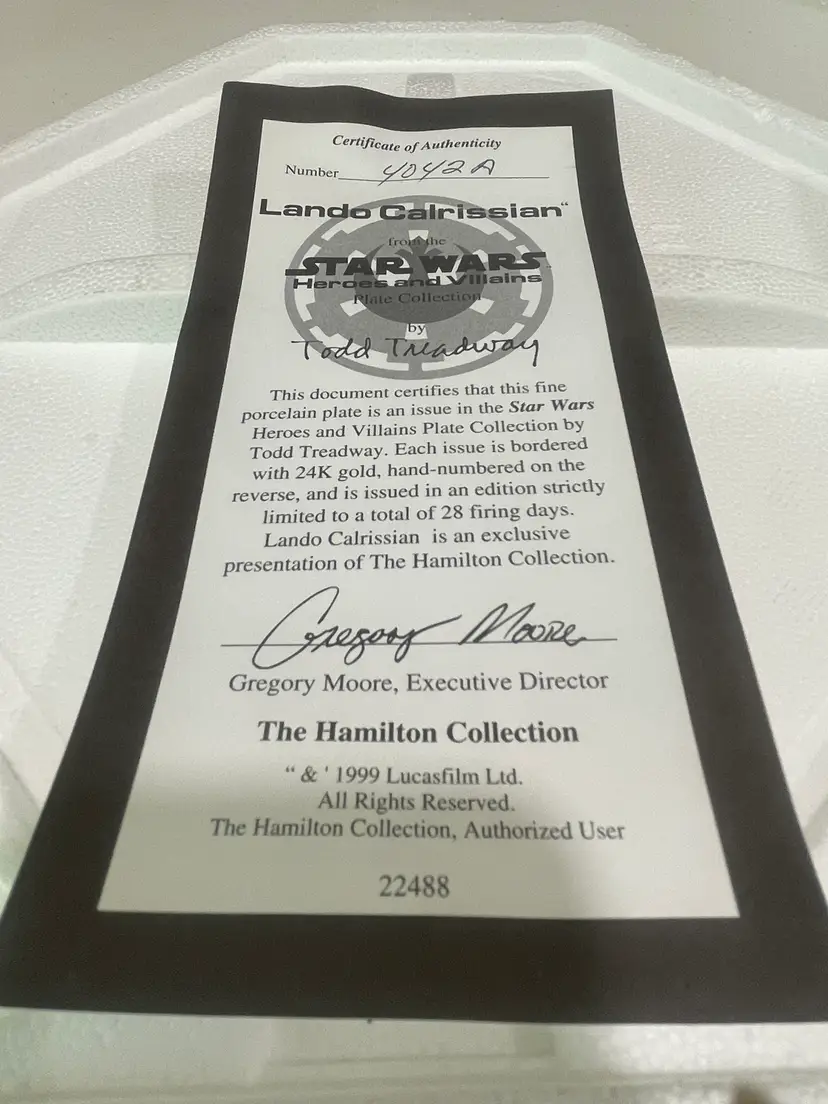 Certificate of Authenticity
Number 4042A
Lando Calrissian“
from the
STAR WARS™
Heroes and Villains
Plate Collection
by
Todd Treadway
This document certifies that this fine
porcelain plate is an issue in the Star Wars
Heroes and Villains Plate Collection by
Todd Treadway. Each issue is bordered
with 24K gold, hand-numbered on the
reverse, and is issued in an edition strictly
limited to a total of 28 firing days.
Lando Calrissian is an exclusive
presentation of The Hamilton Collection.
Gregory Moore
Gregory Moore, Executive Director
The Hamilton Collection
“ & ' 1999 Lucasfilm Ltd.
All Rights Reserved.
The Hamilton Collection, Authorized User
22488